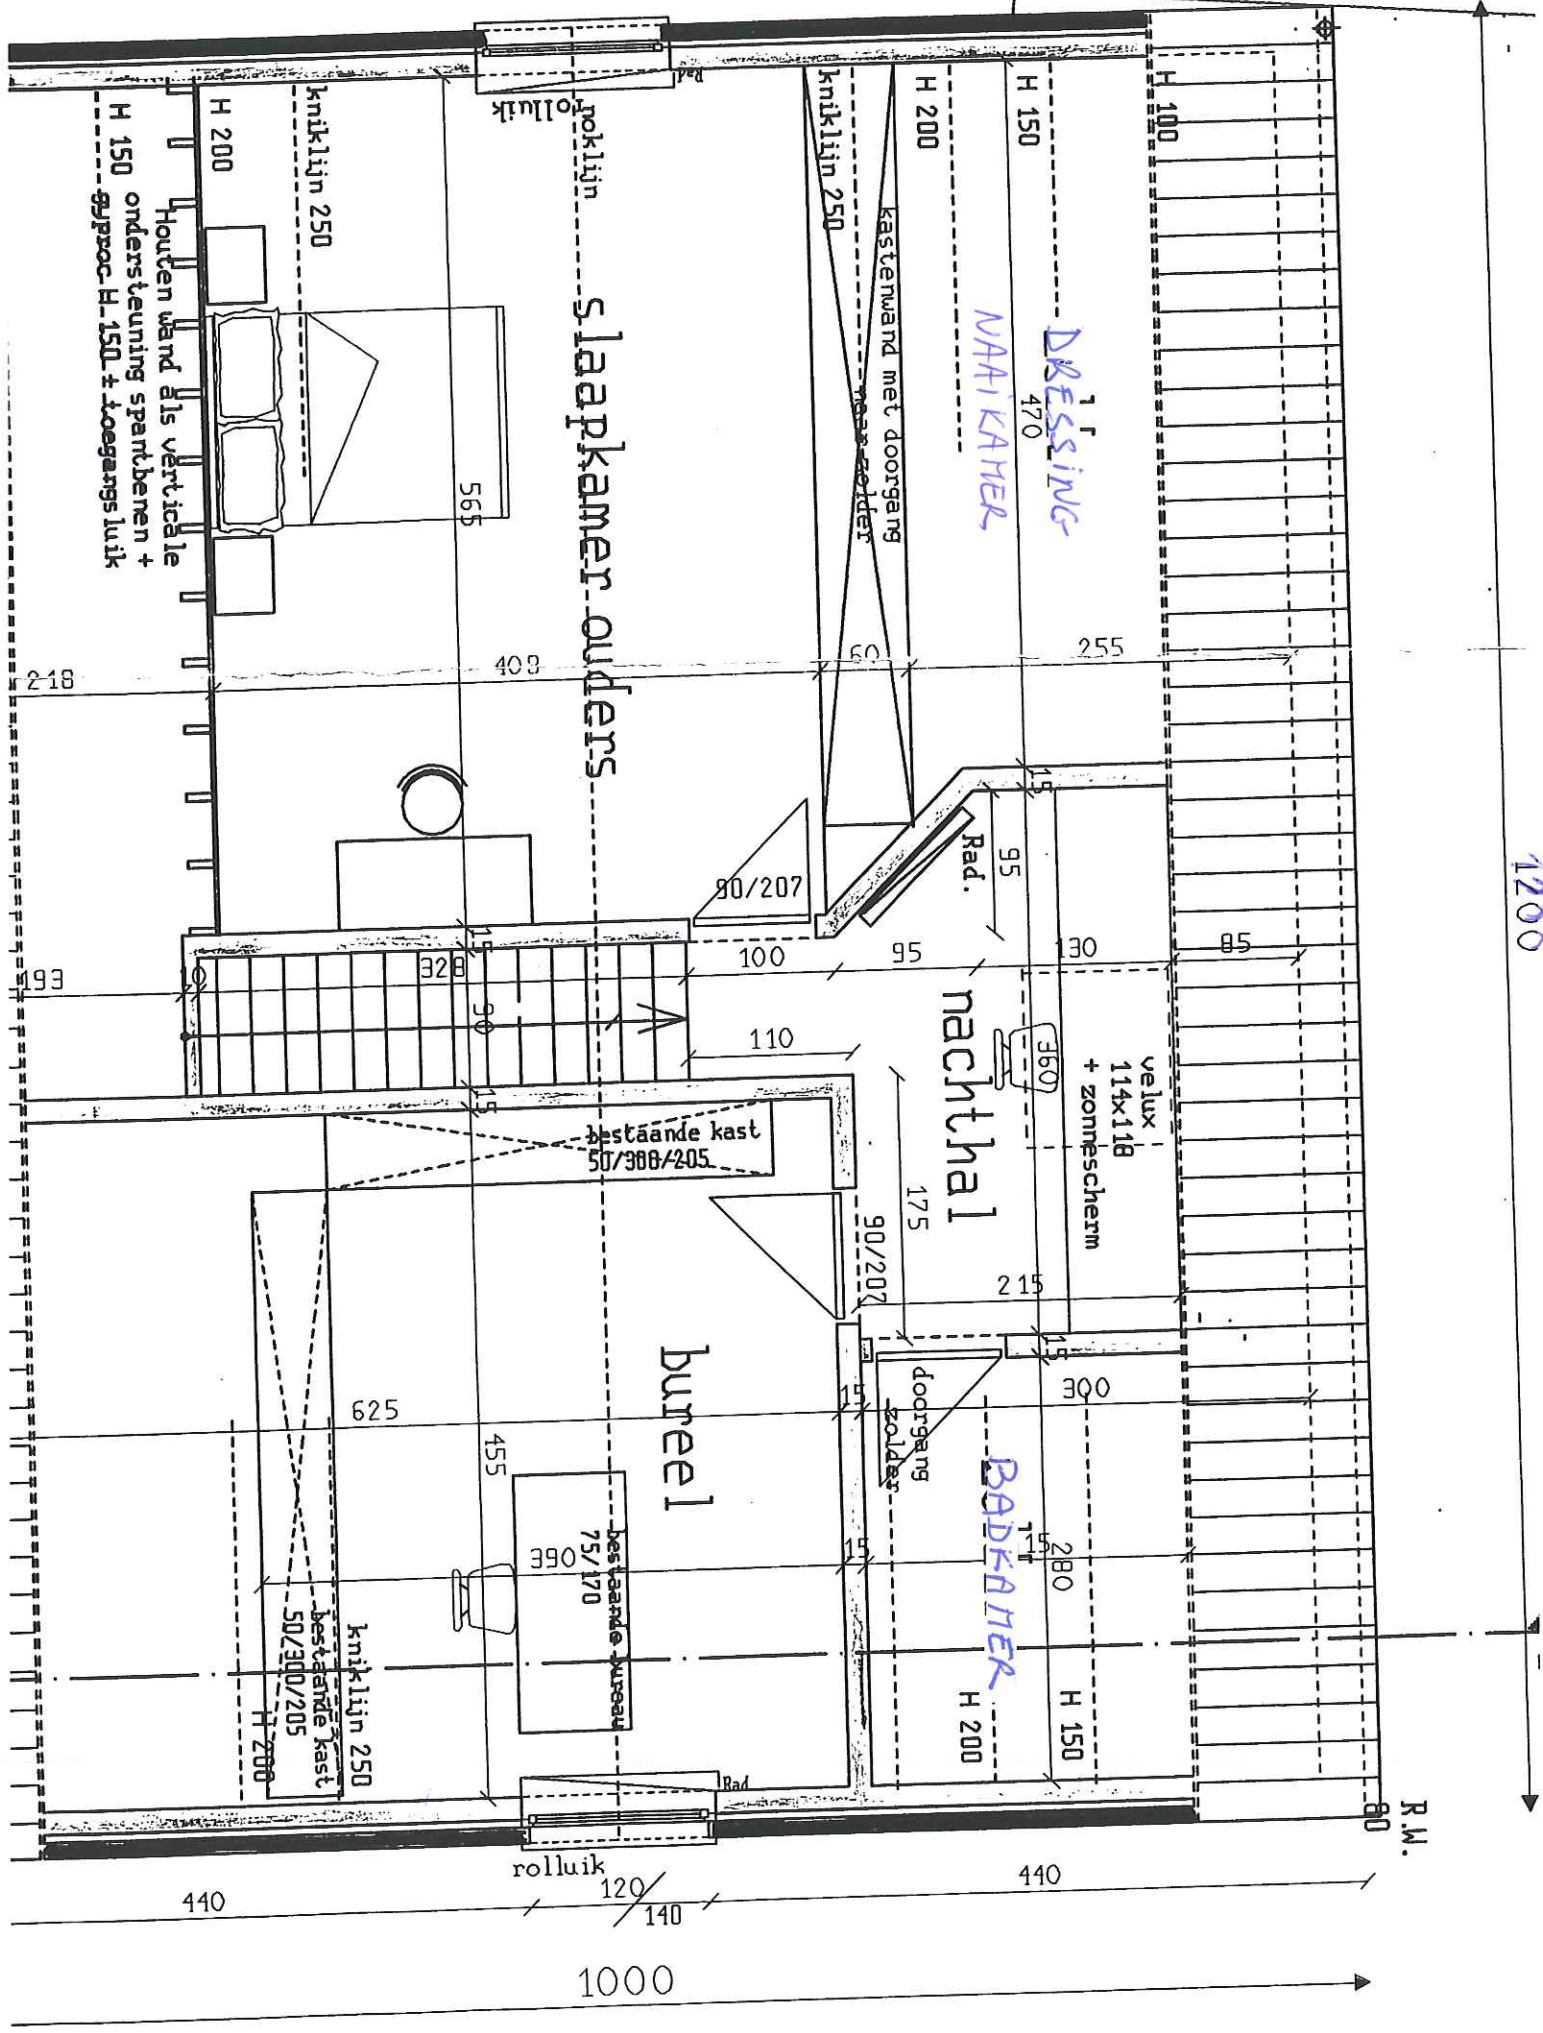 H 150
H 200
kniklijn 250
noklijn
rolluik
Rad
kniklijn 250
H 200
H 150
H 100
Houten wand als verticale
ondersteuning spantbenen +
gyproc H 150 + toegangsluik
kastenwand met doorgang
naar zolder
DRESSING
NAAIKAMER
470
565
slaapkamer ouders
218
408
60
255
1200
15
Rad.
95
90/207
15
193
10
328
90
100
95
130
85
110
nachthal
360
velux
114x118
+ zonnescherm
15
bestaande kast
50/300/205
175
90/207
215
15
bureel
doorgang
zolder
625
15
300
455
390
15
15
280
BADKAMER
bestaande bureau
75/170
bestaande kast
50/300/205
kniklijn 250
H 200
H 200
H 150
Rad
rolluik
R.W.
80
440
120/140
440
1000